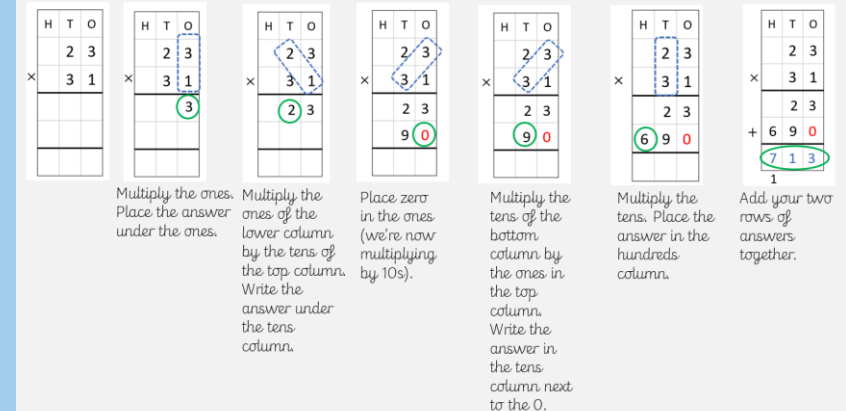 H T O
2 3
× 3 1
H T O
2 3
× 3 1
3
H T O
2 3
× 3 1
2 3
H T O
2 3
× 3 1
2 3
9 0
H T O
2 3
× 3 1
2 3
9 0
H T O
2 3
× 3 1
2 3
6 9 0
H T O
2 3
× 3 1
2 3
+ 6 9 0
7 1 3
1
Multiply the ones.
Place the answer
under the ones.
Multiply the
ones of the
lower column
by the tens of
the top column.
Write the
answer under
the tens
column.
Place zero
in the ones
(we're now
multiplying
by 10s).
Multiply the
tens of the
bottom
column by
the ones in
the top
column.
Write the
answer in
the tens
column next
to the 0.
Multiply the
tens. Place the
answer in the
hundreds
column.
Add your two
rows of
answers
together.